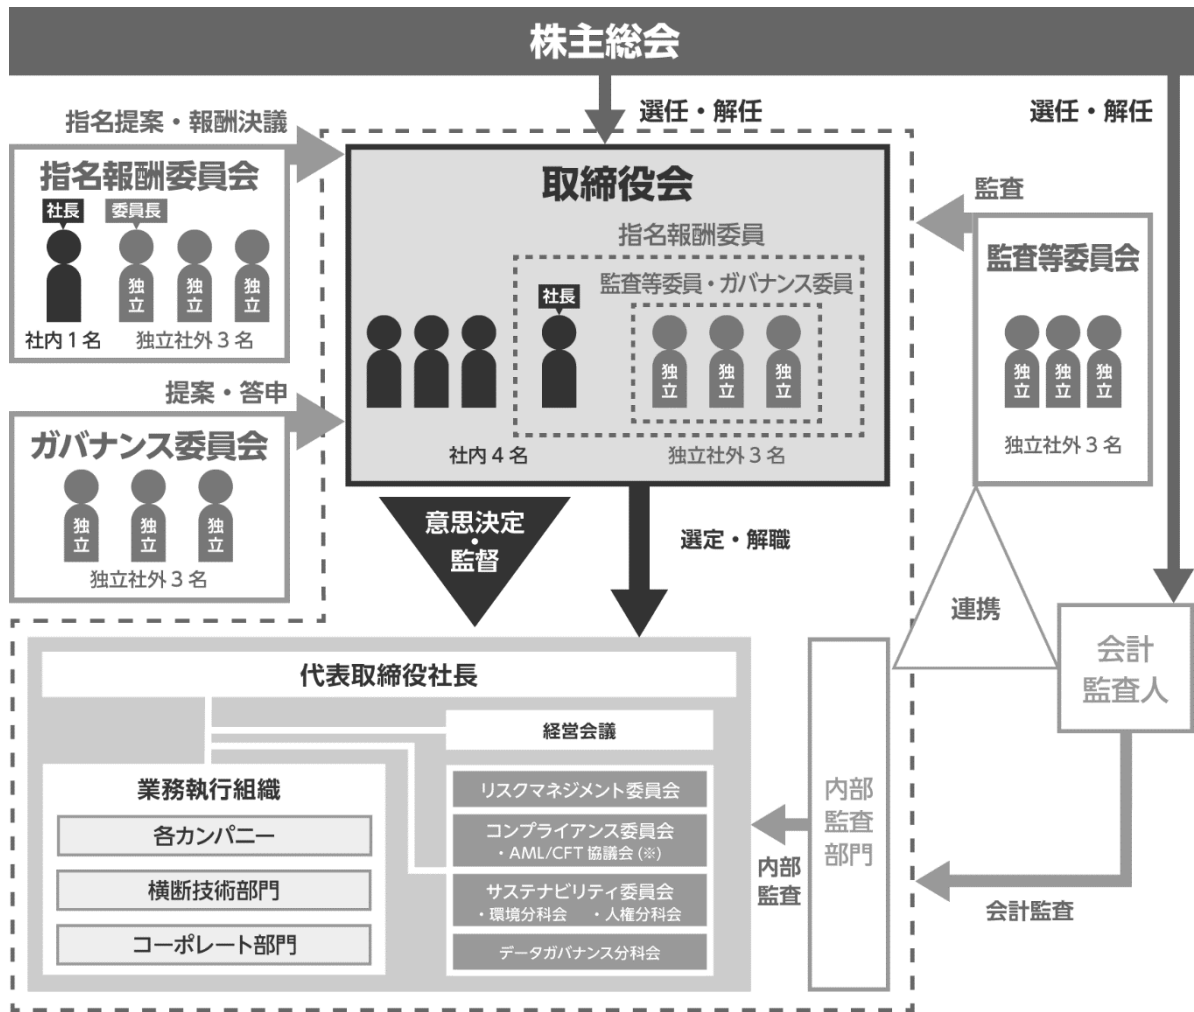 株主総会
選任・解任
選任・解任
指名提案・報酬決議
指名報酬委員会
社長
委員長
独立
独立
独立
社内1名
独立社外3名
提案・答申
ガバナンス委員会
独立
独立
独立
独立社外3名
取締役会
指名報酬委員
監査等委員・ガバナンス委員
社長
独立
独立
独立
社内4名
独立社外3名
監査
監査等委員会
独立
独立
独立
独立社外3名
意思決定
・
監督
選定・解職
連携
会計
監査人
代表取締役社長
経営会議
業務執行組織
各カンパニー
横断技術部門
コーポレート部門
リスクマネジメント委員会
コンプライアンス委員会
・AML/CFT 協議会(※)
サステナビリティ委員会
・環境分科会 ・人権分科会
データガバナンス分科会
内部
監査
内部
監査
部門
会計監査